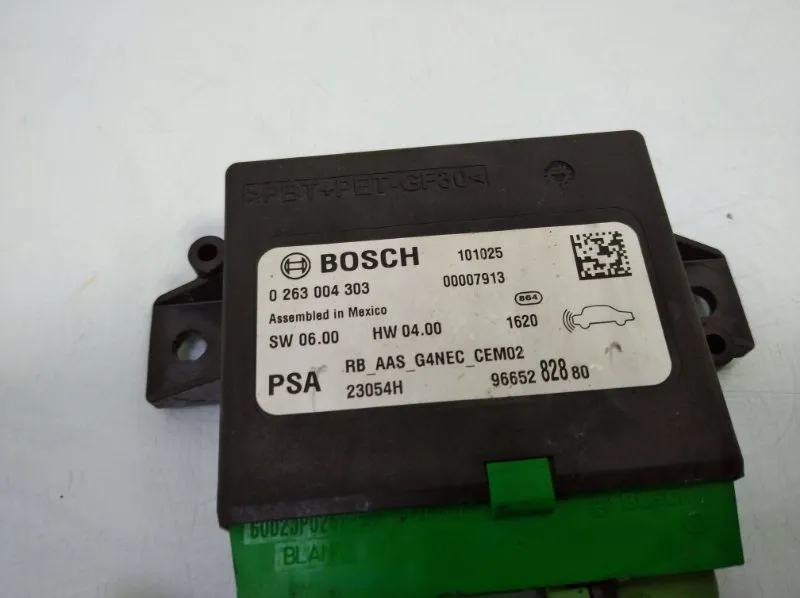 >PBT+PET-GF30<
BOSCH 101025
0 263 004 303 00007913
Assembled in Mexico 864
SW 06.00 HW 04.00 1620
RB_AAS_G4NEC_CEM02
PSA 23054H 96652 828 80
BLAN